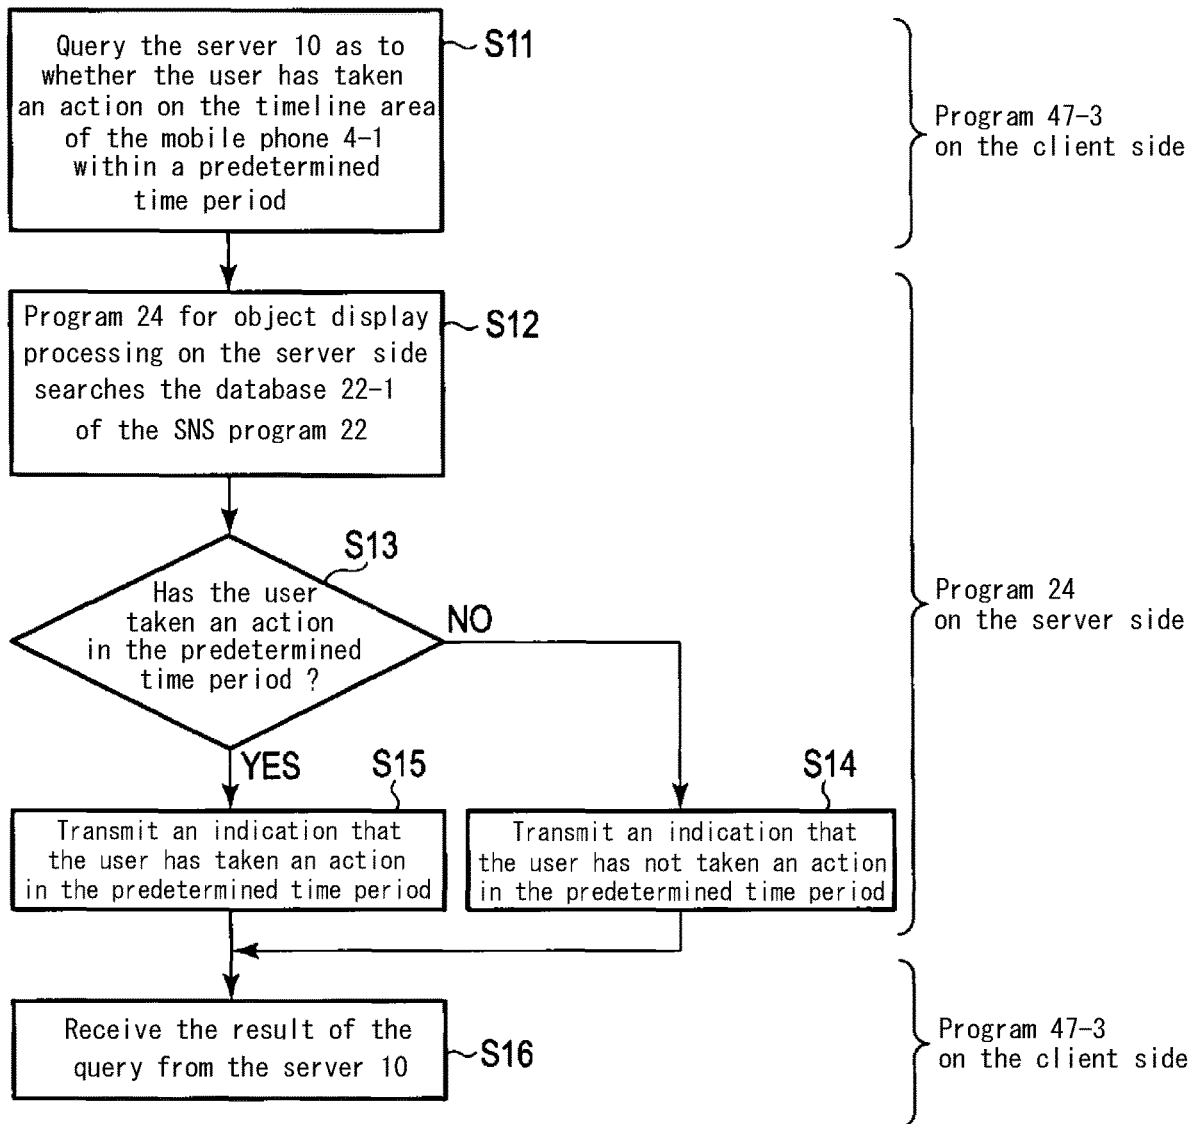 Query the server 10 as to
whether the user has taken
an action on the timeline area
of the mobile phone 4-1
within a predetermined
time period
S11
Program 47-3
on the client side
Program 24 for object display
processing on the server side
searches the database 22-1
of the SNS program 22
S12
S13
Has the user
taken an action
in the predetermined
time period ?
NO
YES
Program 24
on the server side
S15
Transmit an indication that
the user has taken an action
in the predetermined time period
S14
Transmit an indication that
the user has not taken an action
in the predetermined time period
Receive the result of the
query from the server 10
S16
Program 47-3
on the client side